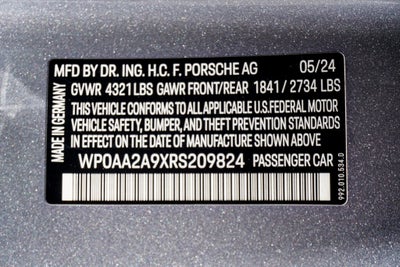 MFD BY DR. ING. H.C. F. PORSCHE AG 05/24
GVWR 4321 LBS GAWR FRONT/REAR 1841 / 2734 LBS
THIS VEHICLE CONFORMS TO ALL APPLICABLE U.S.FEDERAL MOTOR
VEHICLE SAFETY, BUMPER, AND THEFT PREVENTION STANDARDS
IN EFFECT ON THE DATE OF MANUFACTURE SHOWN ABOVE
WP0AA2A9XRS209824 PASSENGER CAR
MADE IN GERMANY
992.010.534.D